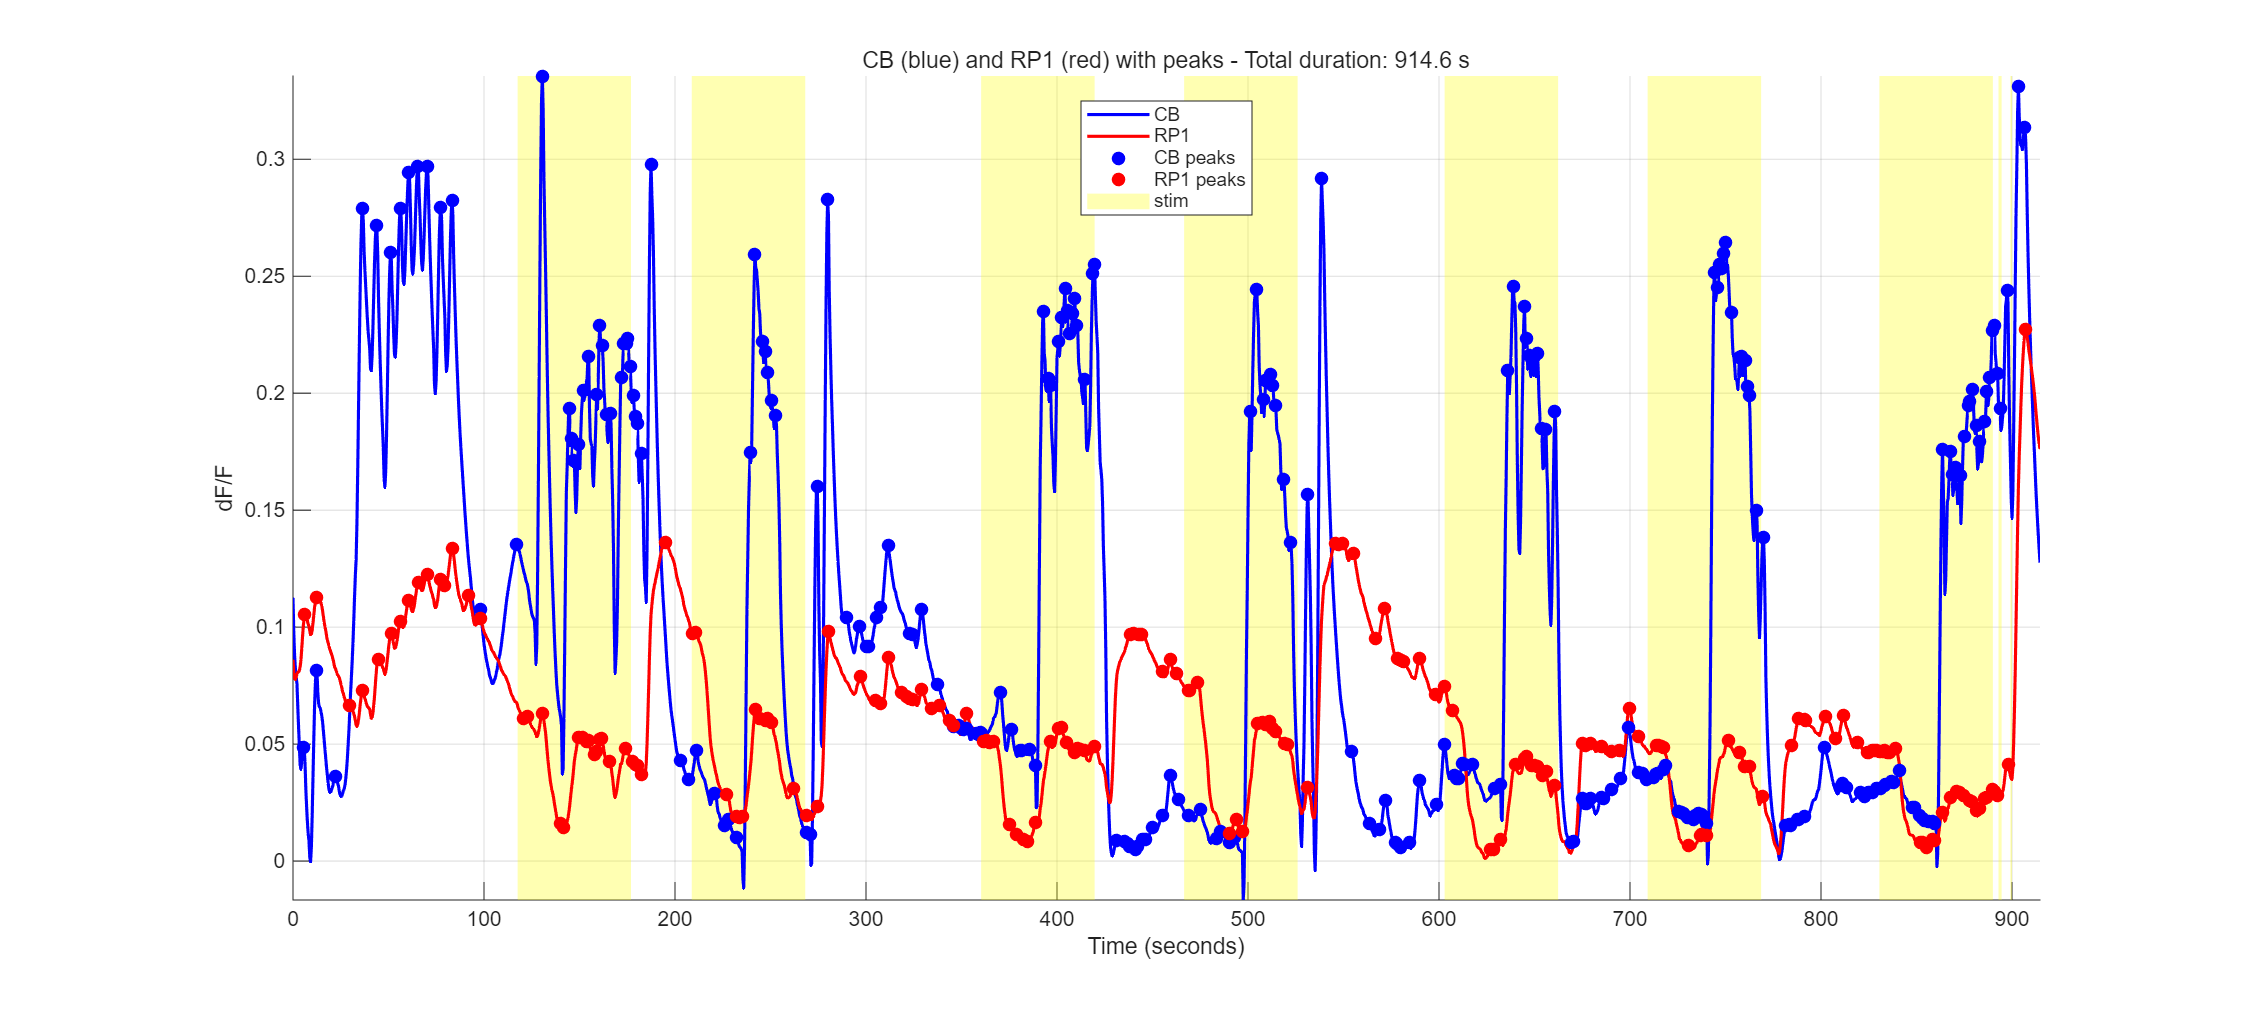 CB (blue) and RP1 (red) with peaks - Total duration: 914.6 s
CB
RP1
CB peaks
RP1 peaks
stim
0.3
0.25
0.2
0.15
0.1
0.05
0
dF/F
0 100 200 300 400 500 600 700 800 900
Time (seconds)